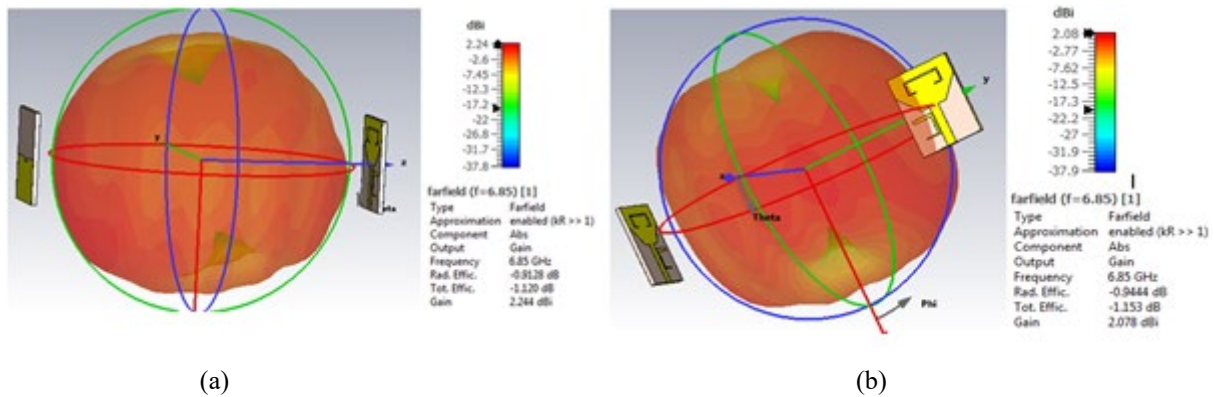 dBi
2.24
-2.6
-7.45
-12.3
-17.2
-22
-26.8
-31.7
-37.8
y
z
farfield (f=6.85) [1]
Type Farfield
Approximation enabled (kR >> 1)
Component Abs
Output Gain
Frequency 6.85 GHz
Rad. Effic. -0.9128 dB
Tot. Effic. -1.120 dB
Gain 2.244 dBi
(a)
dBi
2.08
-2.6
-7.45
-12.3
-17.2
-22
-27
-31.9
-37.9
y
Theta
Phi
farfield (f=6.85) [1]
Type Farfield
Approximation enabled (kR >> 1)
Component Abs
Output Gain
Frequency 6.85 GHz
Rad. Effic. -0.9444 dB
Tot. Effic. -1.153 dB
Gain 2.078 dBi
(b)